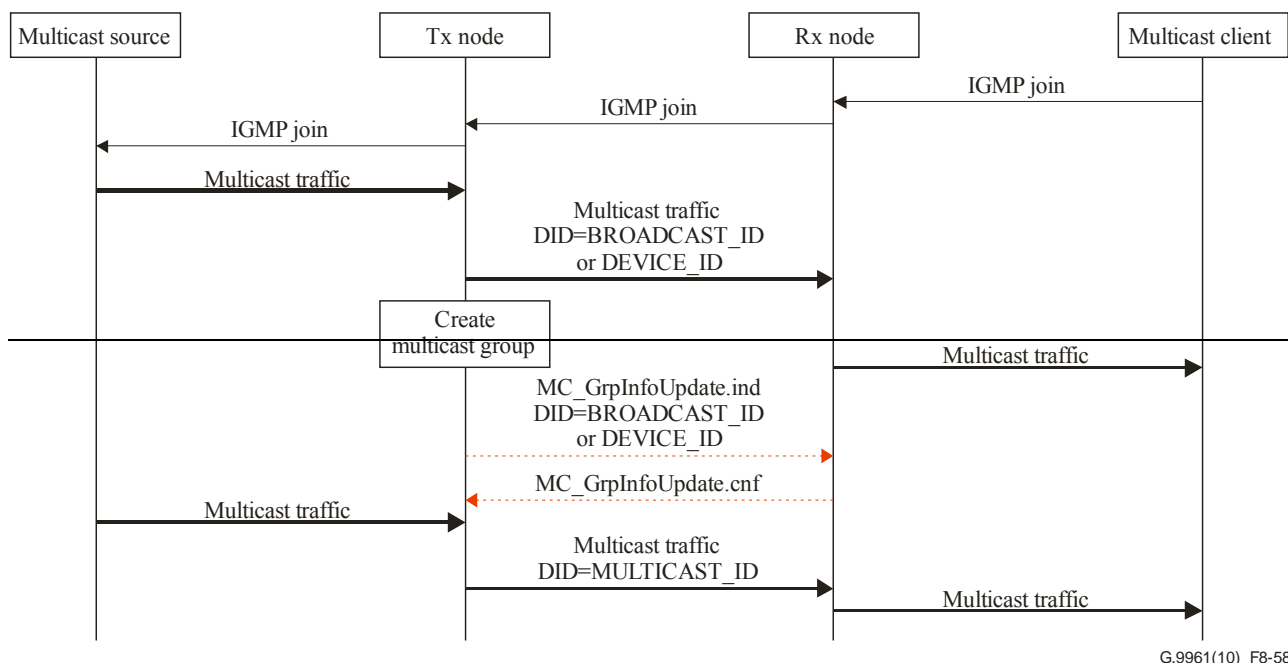 Multicast source
Tx node
Rx node
Multicast client
IGMP join
IGMP join
IGMP join
Multicast traffic
Multicast traffic
DID=BROADCAST_ID
or DEVICE_ID
Create
multicast group
Multicast traffic
MC_GrpInfoUpdate.ind
DID=BROADCAST_ID
or DEVICE_ID
MC_GrpInfoUpdate.cnf
Multicast traffic
Multicast traffic
DID=MULTICAST_ID
Multicast traffic
G.9961(10)_F8-58